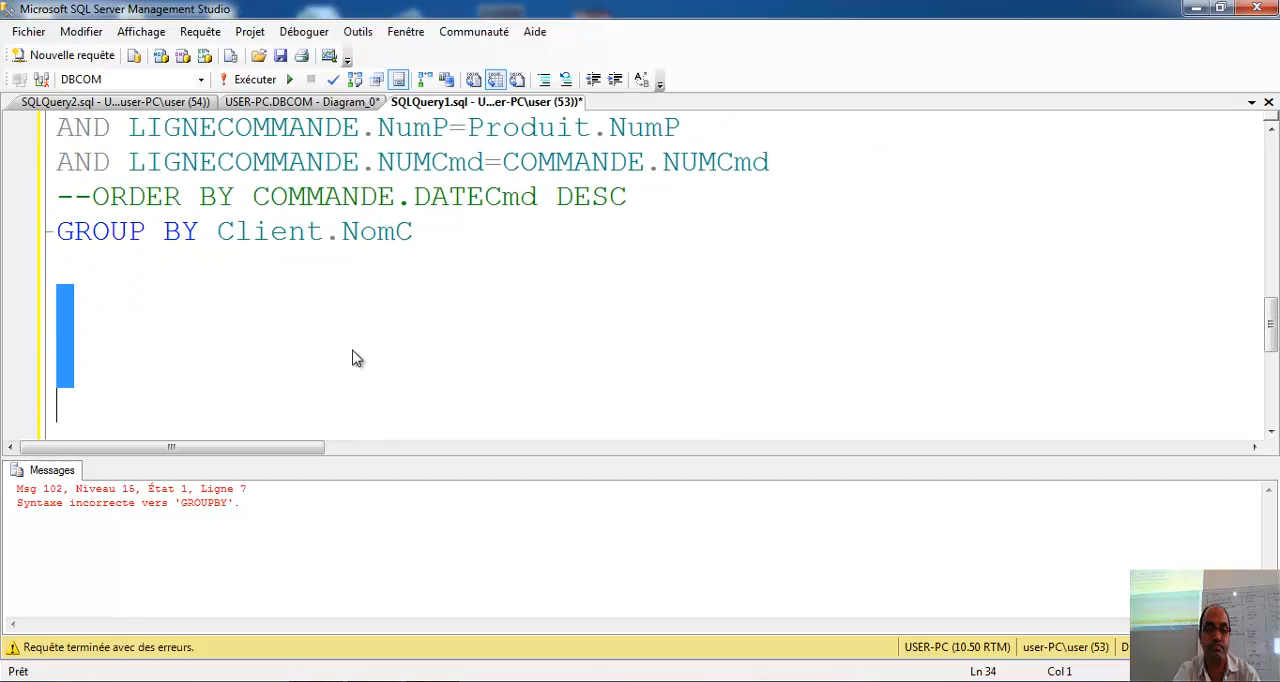 Microsoft SQL Server Management Studio
Fichier Modifier Affichage Requête Projet Déboguer Outils Fenêtre Communauté Aide
Nouvelle requête
DBCOM Exécuter
SQLQuery2.sql - U...user-PC\user (54)) USER-PC.DBCOM - Diagram_0* SQLQuery1.sql - U...er-PC\user (53))*
AND LIGNECOMMANDE.NumP=Produit.NumP
AND LIGNECOMMANDE.NUMCmd=COMMANDE.NUMCmd
--ORDER BY COMMANDE.DATECmd DESC
GROUP BY Client.NomC
Messages
Msg 102, Niveau 15, État 1, Ligne 7
Syntaxe incorrecte vers 'GROUPBY'.
Requête terminée avec des erreurs. USER-PC (10.50 RTM) user-PC\user (53) D
Prêt Ln 34 Col 1